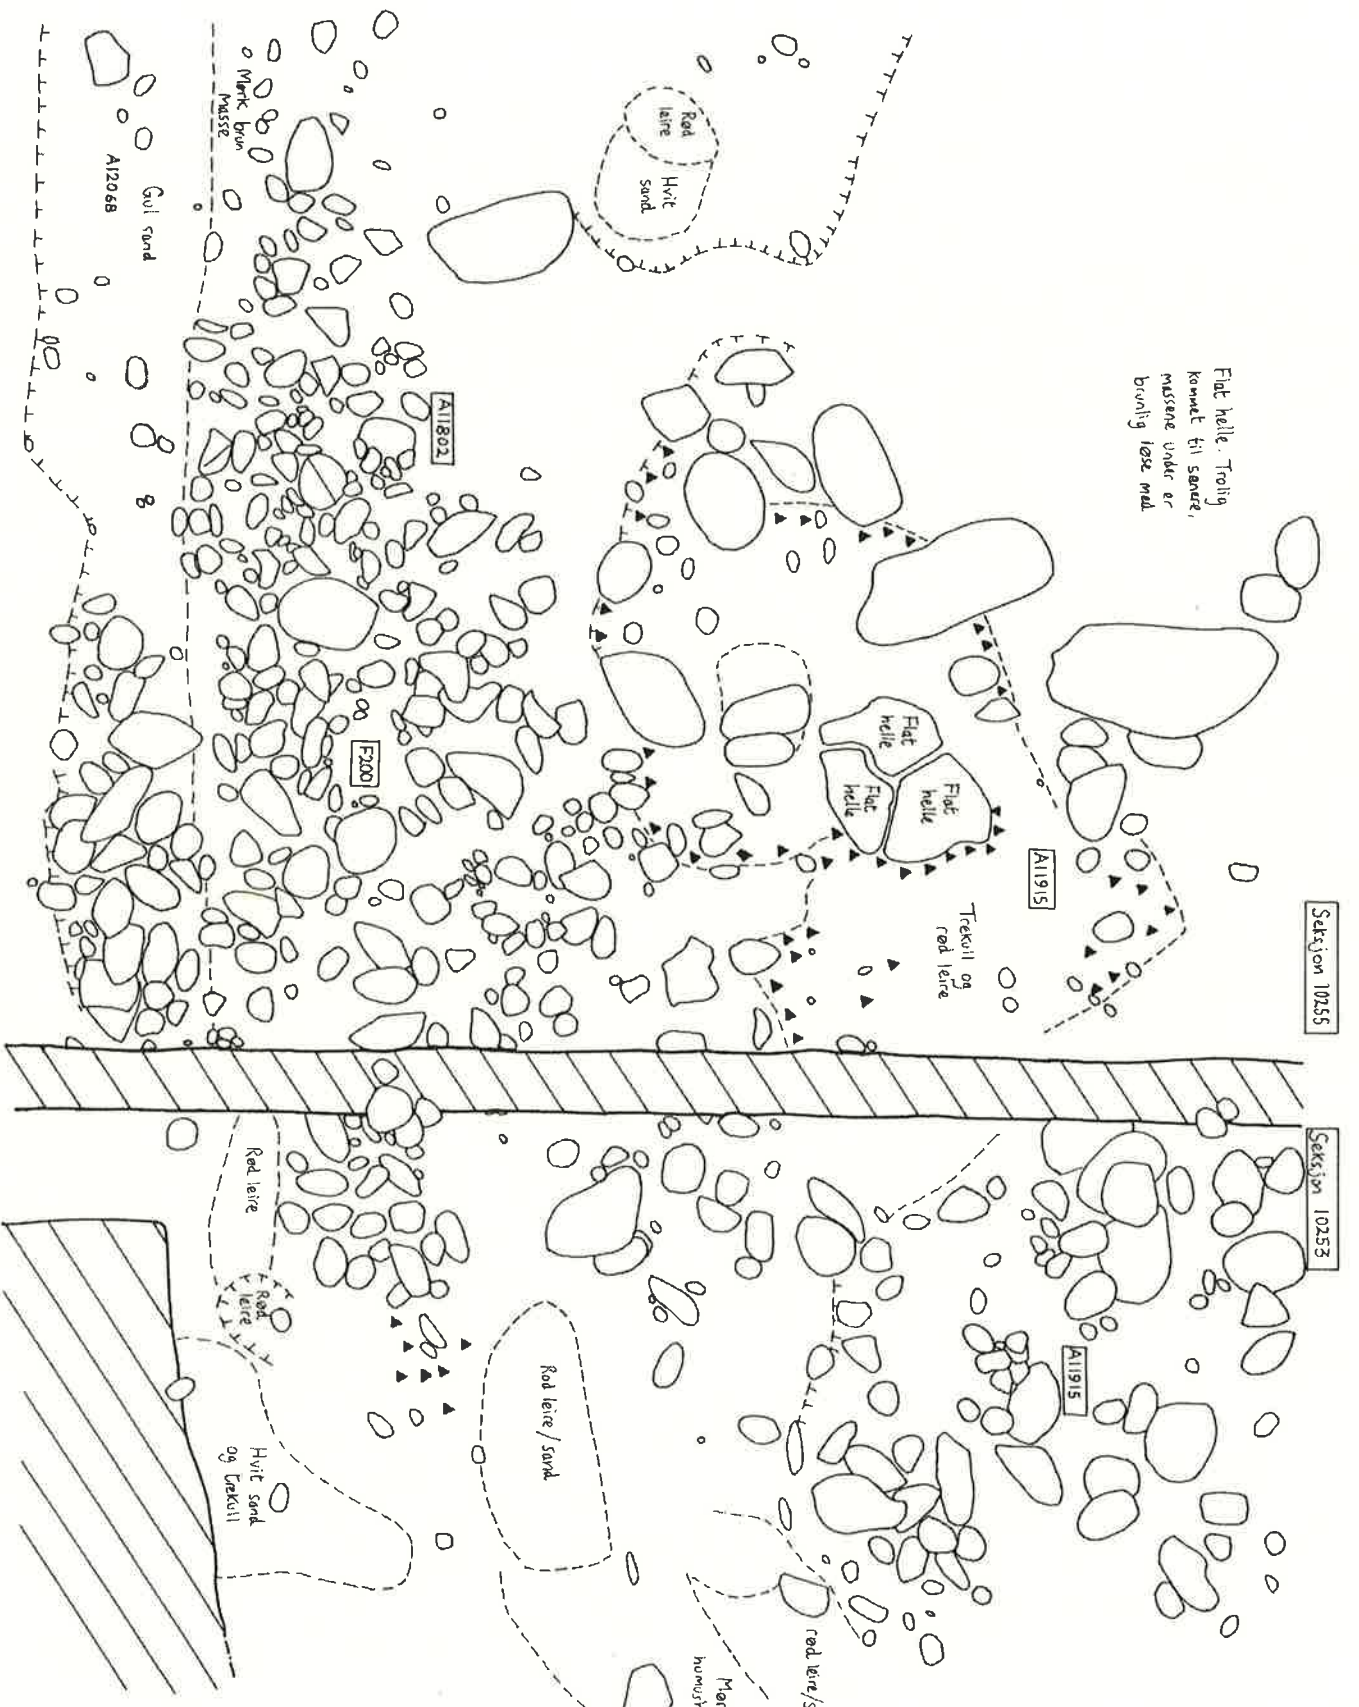 Seksjon 10255
Seksjon 10253
Flat helle. Trolig
kommet til senere,
massene under er
brunlig løse med
Rød
leire
Hvit
sand
Mørk brun
masse
Gul sand
A12068
A11802
F200
Flat
helle
Flat
helle
Flat
helle
A11915
Trekull og
rød leire
A11915
Rød leire
Rød
leire
Rød leire/sand
Hvit sand
og trekull
rød leire/s
Mør
humus